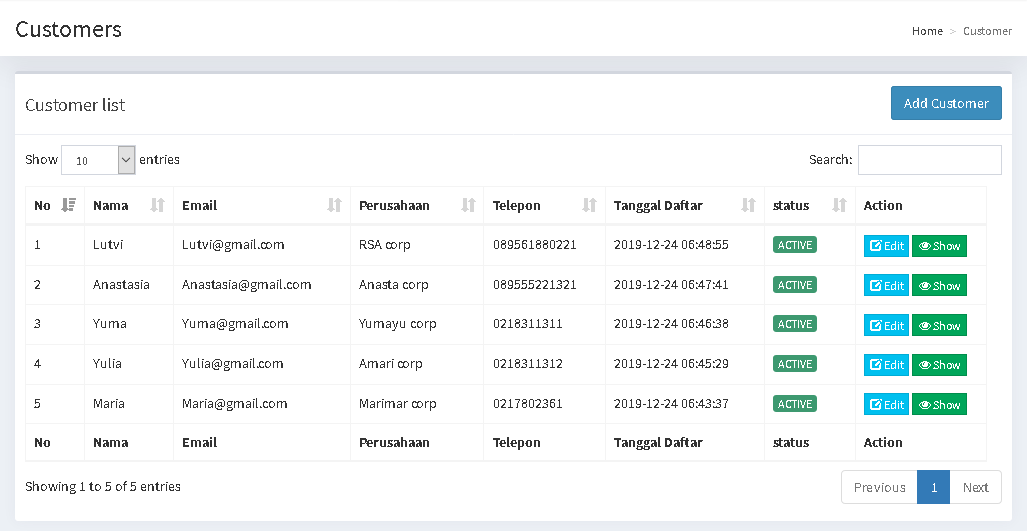 Customers
Home > Customer
Customer list
Add Customer
Show 10 entries
Search:
No Nama Email Perusahaan Telepon Tanggal Daftar status Action
1 Lutvi Lutvi@gmail.com RSA corp 089561880221 2019-12-24 06:48:55 ACTIVE Edit Show
2 Anastasia Anastasia@gmail.com Anasta corp 089555221321 2019-12-24 06:47:41 ACTIVE Edit Show
3 Yuma Yuma@gmail.com Yumayu corp 0218311311 2019-12-24 06:46:38 ACTIVE Edit Show
4 Yulia Yulia@gmail.com Amari corp 0218311312 2019-12-24 06:45:29 ACTIVE Edit Show
5 Maria Maria@gmail.com Marimar corp 0217802361 2019-12-24 06:43:37 ACTIVE Edit Show
No Nama Email Perusahaan Telepon Tanggal Daftar status Action
Showing 1 to 5 of 5 entries
Previous 1 Next